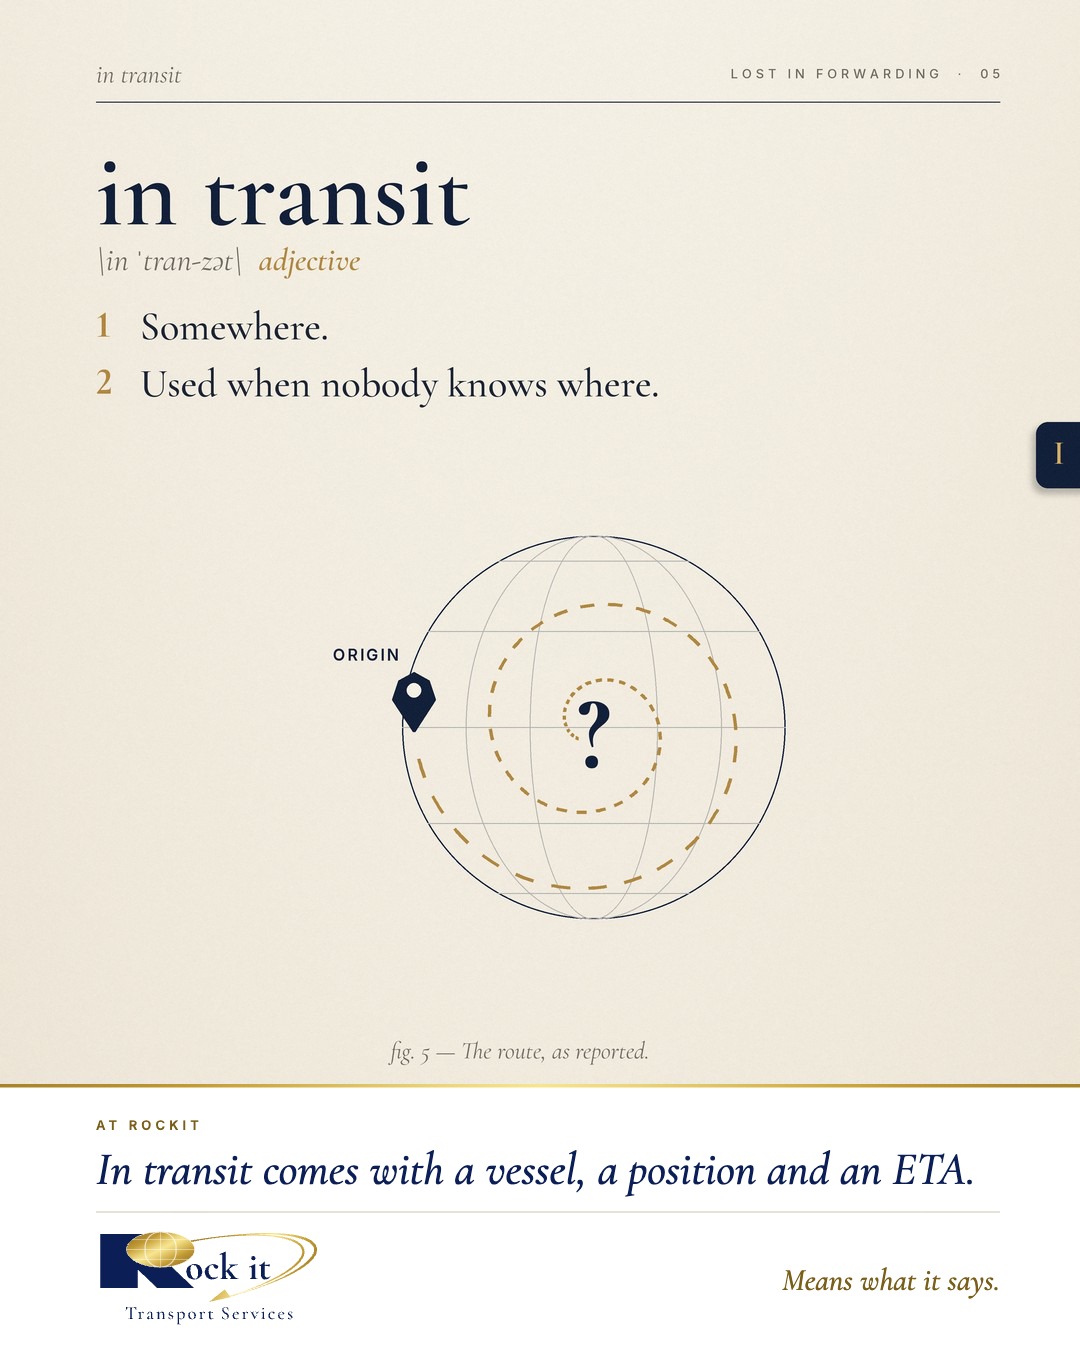 in transit
LOST IN FORWARDING · 05
in transit
\in ˈtran-zət\ adjective
1 Somewhere.
2 Used when nobody knows where.
I
ORIGIN
?
fig. 5 — The route, as reported.
AT ROCKIT
In transit comes with a vessel, a position and an ETA.
Rock it
Transport Services
Means what it says.